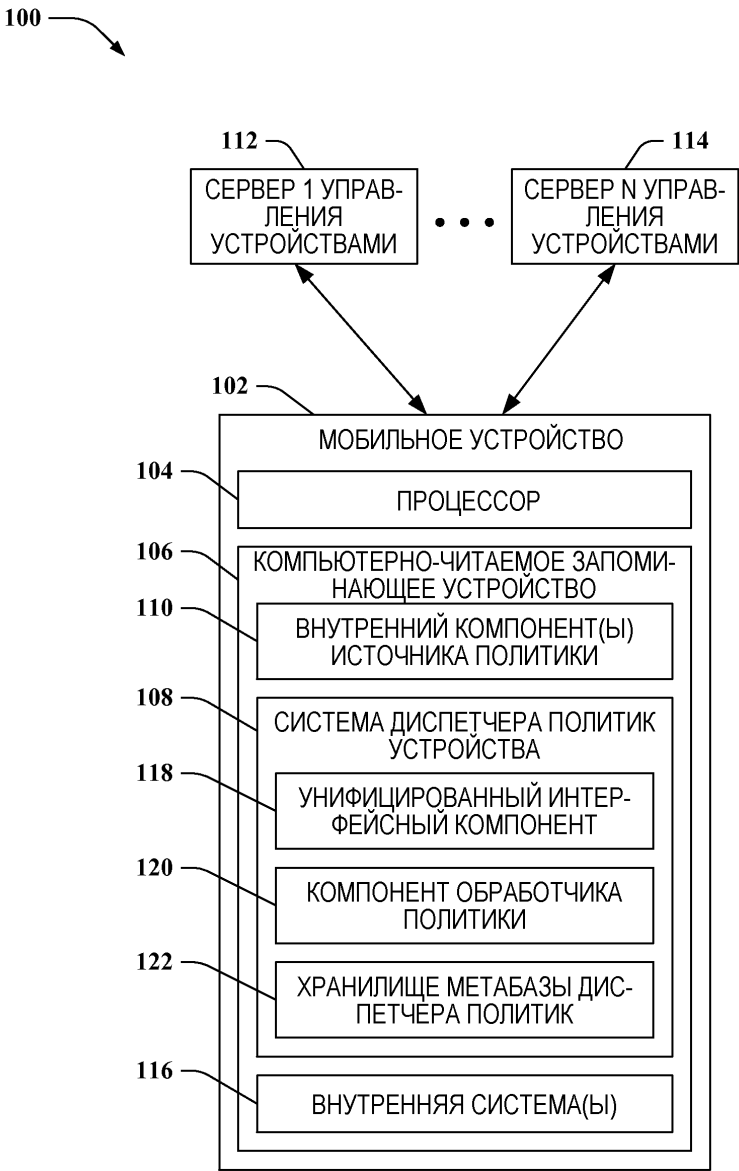 100
112
114
СЕРВЕР 1 УПРАВ-
ЛЕНИЯ
УСТРОЙСТВАМИ
СЕРВЕР N УПРАВ-
ЛЕНИЯ
УСТРОЙСТВАМИ
102
МОБИЛЬНОЕ УСТРОЙСТВО
104
ПРОЦЕССОР
106
КОМПЬЮТЕРНО-ЧИТАЕМОЕ ЗАПОМИ-
НАЮЩЕЕ УСТРОЙСТВО
110
ВНУТРЕННИЙ КОМПОНЕНТ(Ы)
ИСТОЧНИКА ПОЛИТИКИ
108
СИСТЕМА ДИСПЕТЧЕРА ПОЛИТИК
УСТРОЙСТВА
118
УНИФИЦИРОВАННЫЙ ИНТЕР-
ФЕЙСНЫЙ КОМПОНЕНТ
120
КОМПОНЕНТ ОБРАБОТЧИКА
ПОЛИТИКИ
122
ХРАНИЛИЩЕ МЕТАБАЗЫ ДИС-
ПЕТЧЕРА ПОЛИТИК
116
ВНУТРЕННЯЯ СИСТЕМА(Ы)